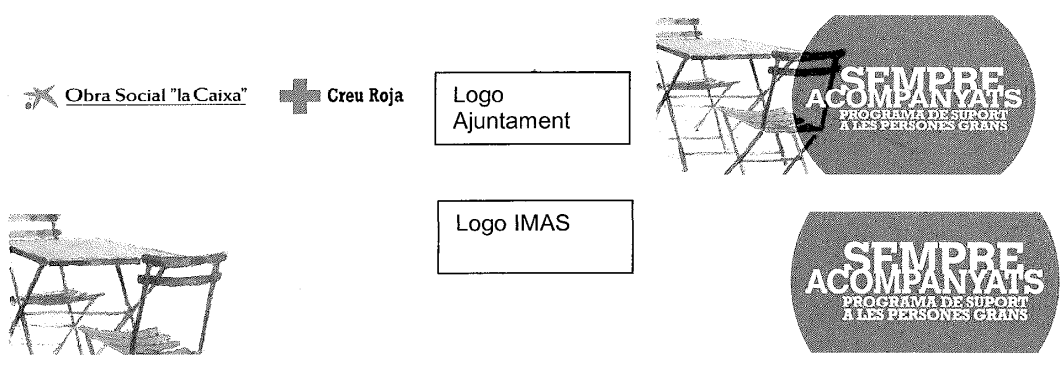 Obra Social "la Caixa"
Creu Roja
Logo
Ajuntament
SEMPRE
ACOMPANYATS
PROGRAMA DE SUPORT
A LES PERSONES GRANS
Logo IMAS
SEMPRE
ACOMPANYATS
PROGRAMA DE SUPORT
A LES PERSONES GRANS